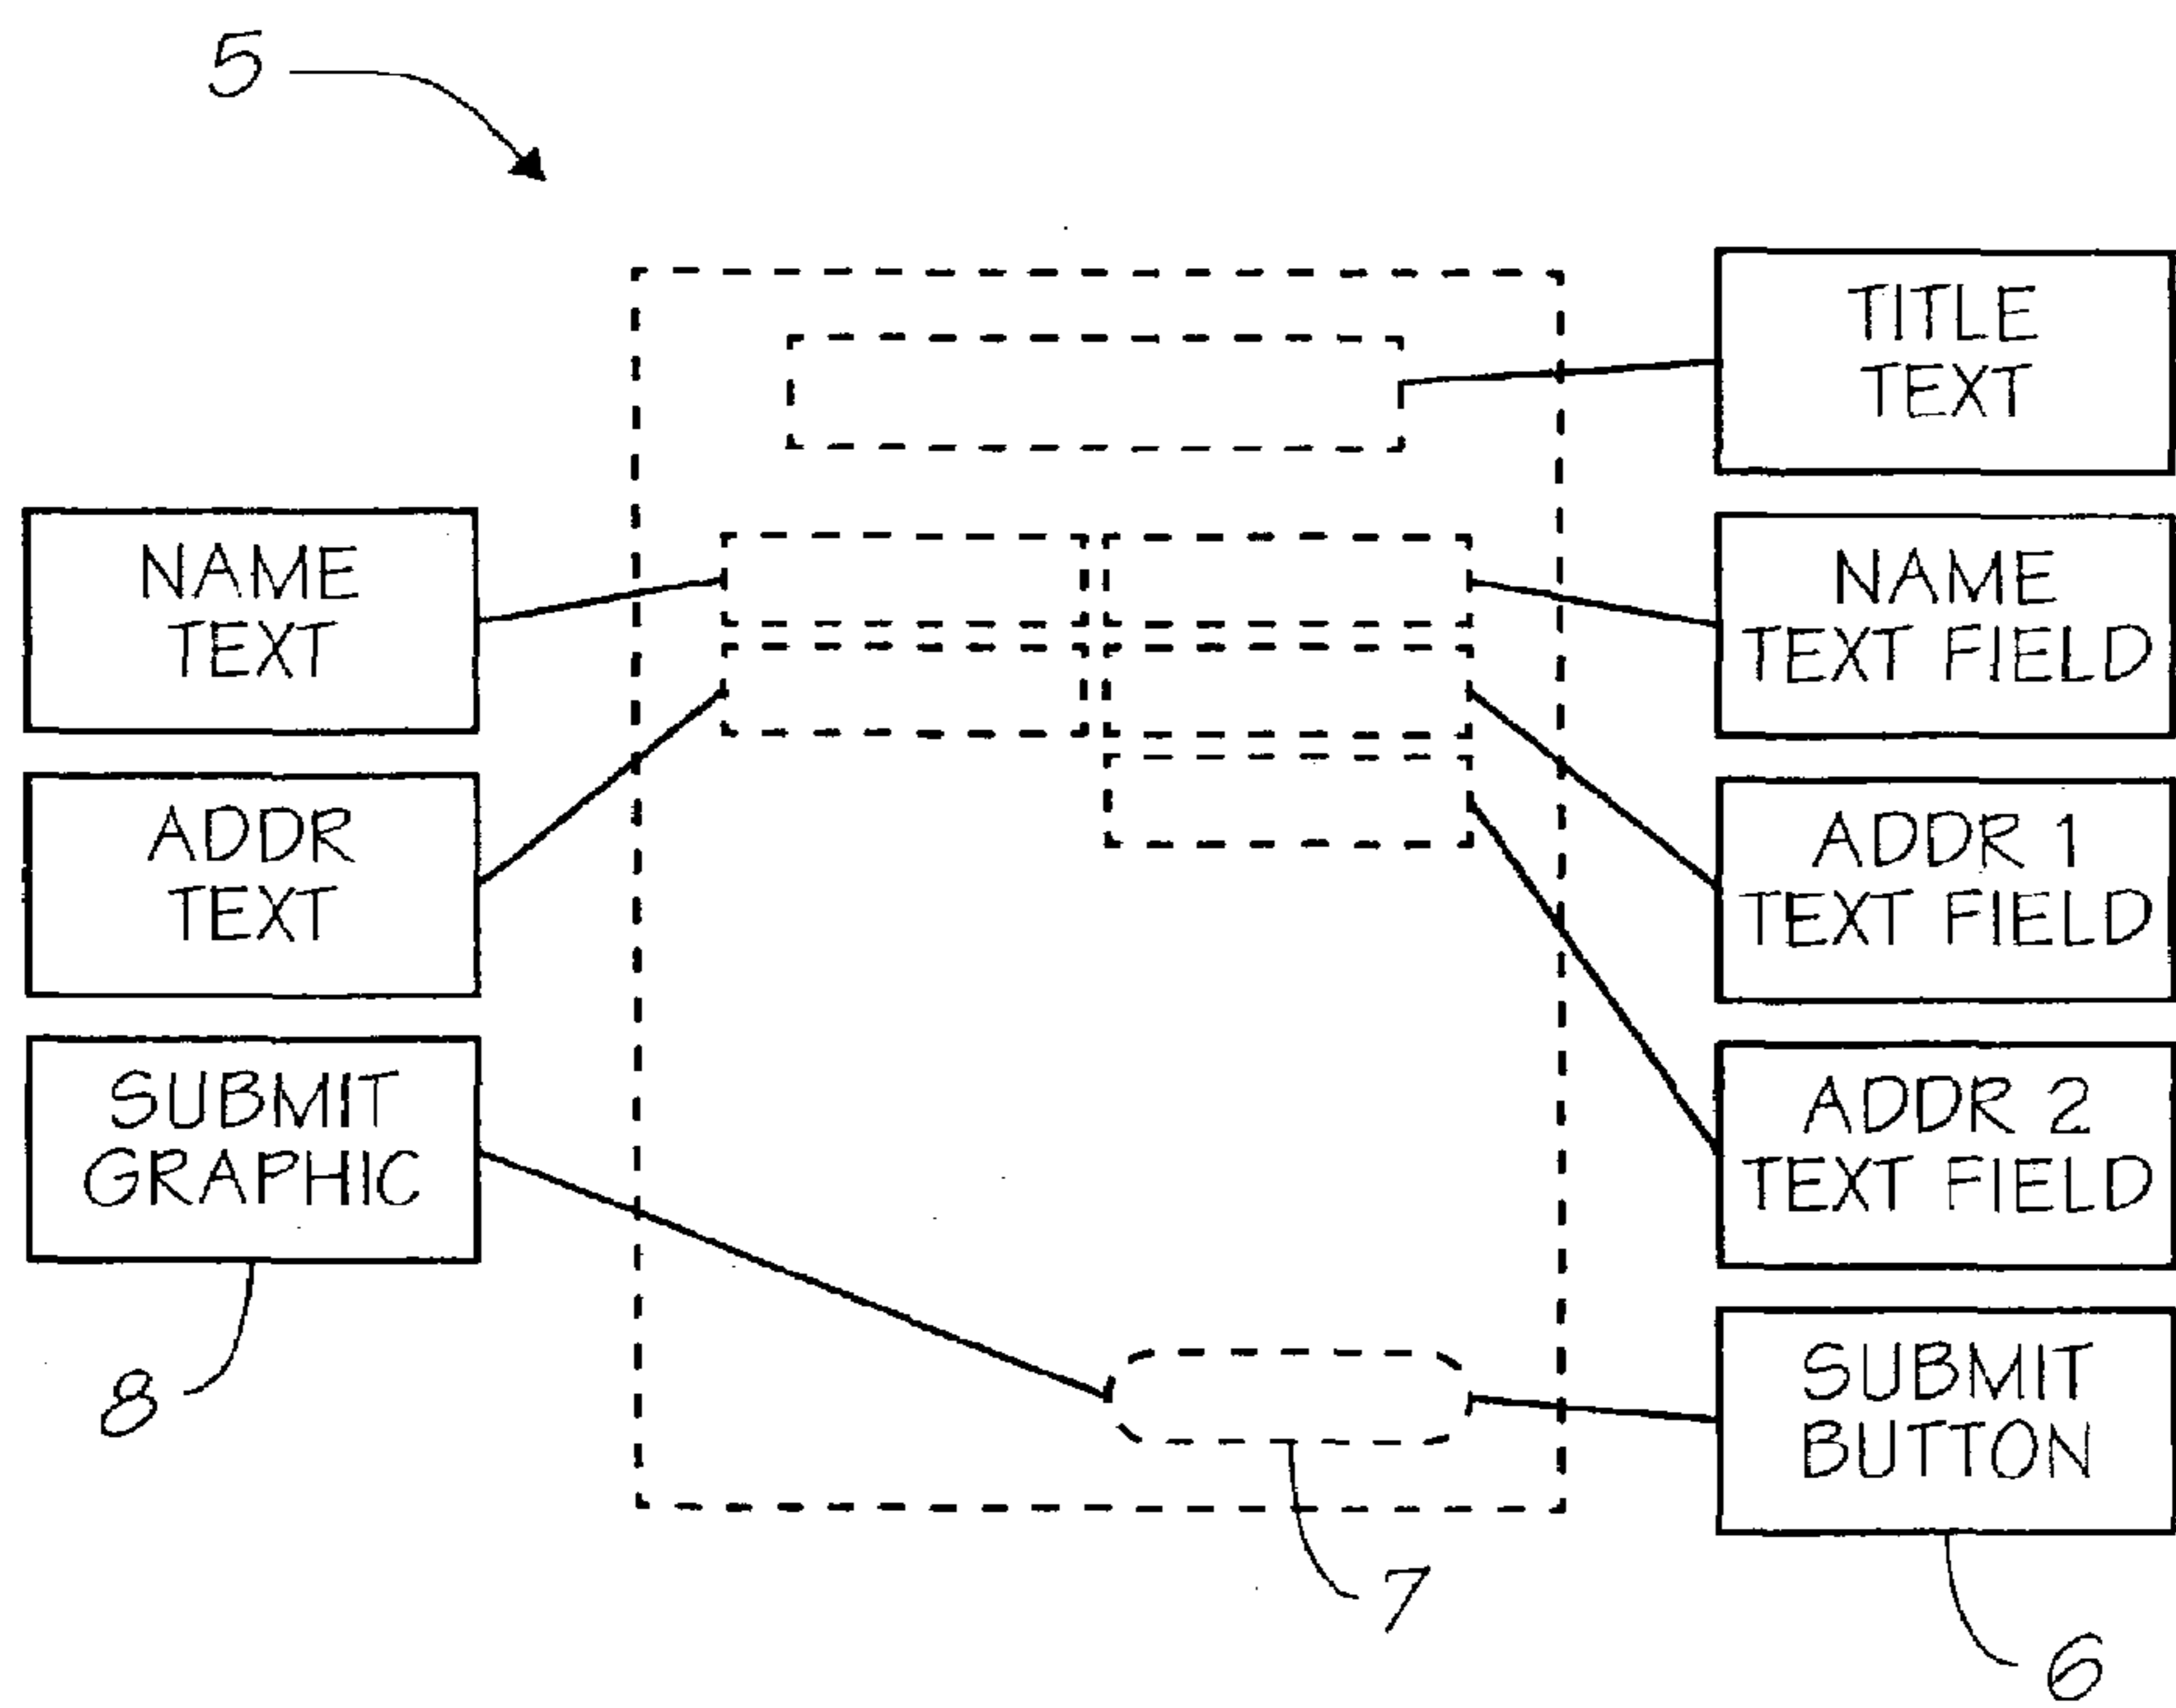 5
TITLE
TEXT
NAME
TEXT
NAME
TEXT FIELD
ADDR
TEXT
ADDR 1
TEXT FIELD
SUBMIT
GRAPHIC
ADDR 2
TEXT FIELD
SUBMIT
BUTTON
8
7
6